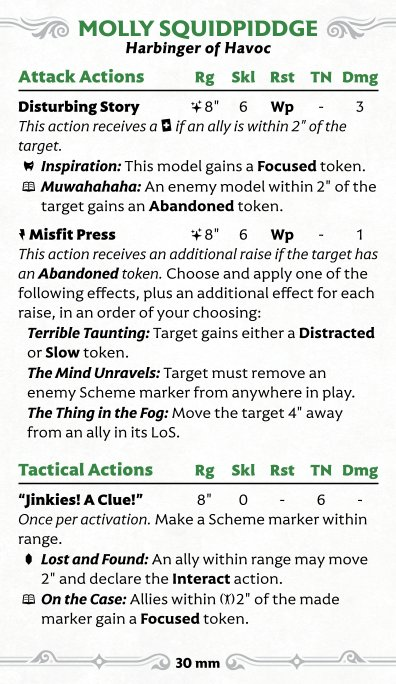 MOLLY SQUIDPIDDGE
Harbinger of Havoc
Attack Actions Rg Skl Rst TN Dmg
Disturbing Story 8" 6 Wp - 3
This action receives a if an ally is within 2" of the
target.
Inspiration: This model gains a Focused token.
Muwahahaha: An enemy model within 2" of the
target gains an Abandoned token.
Misfit Press 8" 6 Wp - 1
This action receives an additional raise if the target has
an Abandoned token. Choose and apply one of the
following effects, plus an additional effect for each
raise, in an order of your choosing:
Terrible Taunting: Target gains either a Distracted
or Slow token.
The Mind Unravels: Target must remove an
enemy Scheme marker from anywhere in play.
The Thing in the Fog: Move the target 4" away
from an ally in its LoS.
Tactical Actions Rg Skl Rst TN Dmg
"Jinkies! A Clue!" 8" 0 - 6 -
Once per activation. Make a Scheme marker within
range.
Lost and Found: An ally within range may move
2" and declare the Interact action.
On the Case: Allies within 2" of the made
marker gain a Focused token.
30 mm